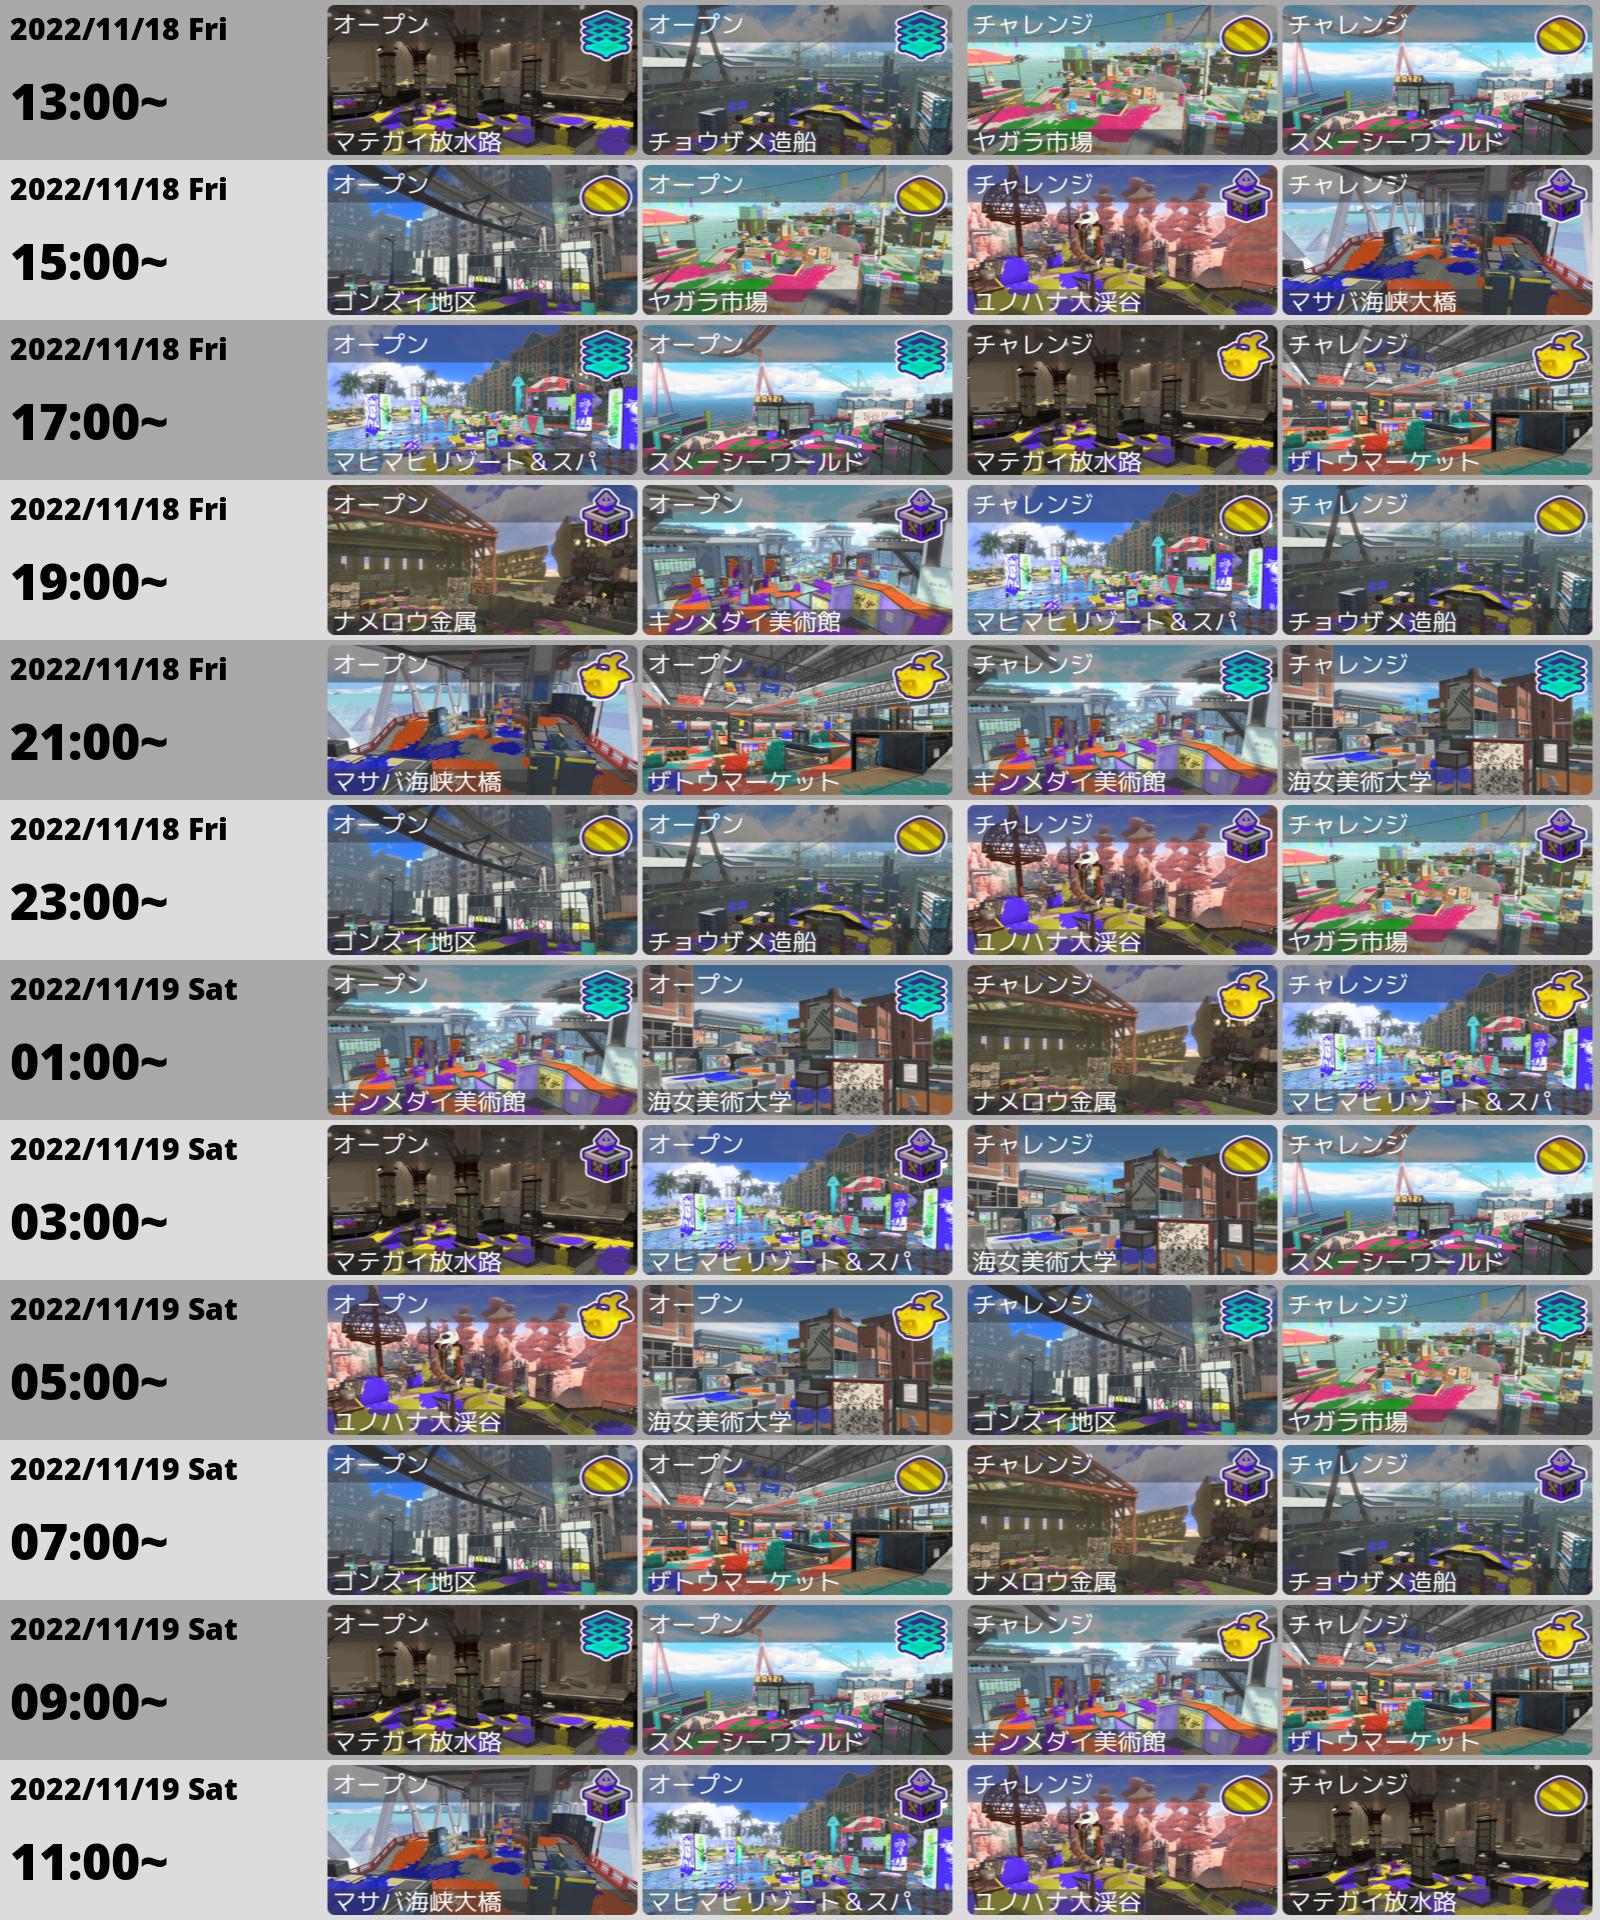 2022/11/18 Fri
13:00~
オープン
マテガイ放水路
オープン
チョウザメ造船
チャレンジ
ヤガラ市場
チャレンジ
スメーシーワールド
2022/11/18 Fri
15:00~
オープン
ゴンズイ地区
オープン
ヤガラ市場
チャレンジ
ユノハナ大渓谷
チャレンジ
マサバ海峡大橋
2022/11/18 Fri
17:00~
オープン
マヒマヒリゾート＆スパ
オープン
スメーシーワールド
チャレンジ
マテガイ放水路
チャレンジ
ザトウマーケット
2022/11/18 Fri
19:00~
オープン
ナメロウ金属
オープン
キンメダイ美術館
チャレンジ
マヒマヒリゾート＆スパ
チャレンジ
チョウザメ造船
2022/11/18 Fri
21:00~
オープン
マサバ海峡大橋
オープン
ザトウマーケット
チャレンジ
キンメダイ美術館
チャレンジ
海女美術大学
2022/11/18 Fri
23:00~
オープン
ゴンズイ地区
オープン
チョウザメ造船
チャレンジ
ユノハナ大渓谷
チャレンジ
ヤガラ市場
2022/11/19 Sat
01:00~
オープン
キンメダイ美術館
オープン
海女美術大学
チャレンジ
ナメロウ金属
チャレンジ
マヒマヒリゾート＆スパ
2022/11/19 Sat
03:00~
オープン
マテガイ放水路
オープン
マヒマヒリゾート＆スパ
チャレンジ
海女美術大学
チャレンジ
スメーシーワールド
2022/11/19 Sat
05:00~
オープン
ユノハナ大渓谷
オープン
海女美術大学
チャレンジ
ゴンズイ地区
チャレンジ
ヤガラ市場
2022/11/19 Sat
07:00~
オープン
ゴンズイ地区
オープン
ザトウマーケット
チャレンジ
ナメロウ金属
チャレンジ
チョウザメ造船
2022/11/19 Sat
09:00~
オープン
マテガイ放水路
オープン
スメーシーワールド
チャレンジ
キンメダイ美術館
チャレンジ
ザトウマーケット
2022/11/19 Sat
11:00~
オープン
マサバ海峡大橋
オープン
マヒマヒリゾート＆スパ
チャレンジ
ユノハナ大渓谷
チャレンジ
マテガイ放水路